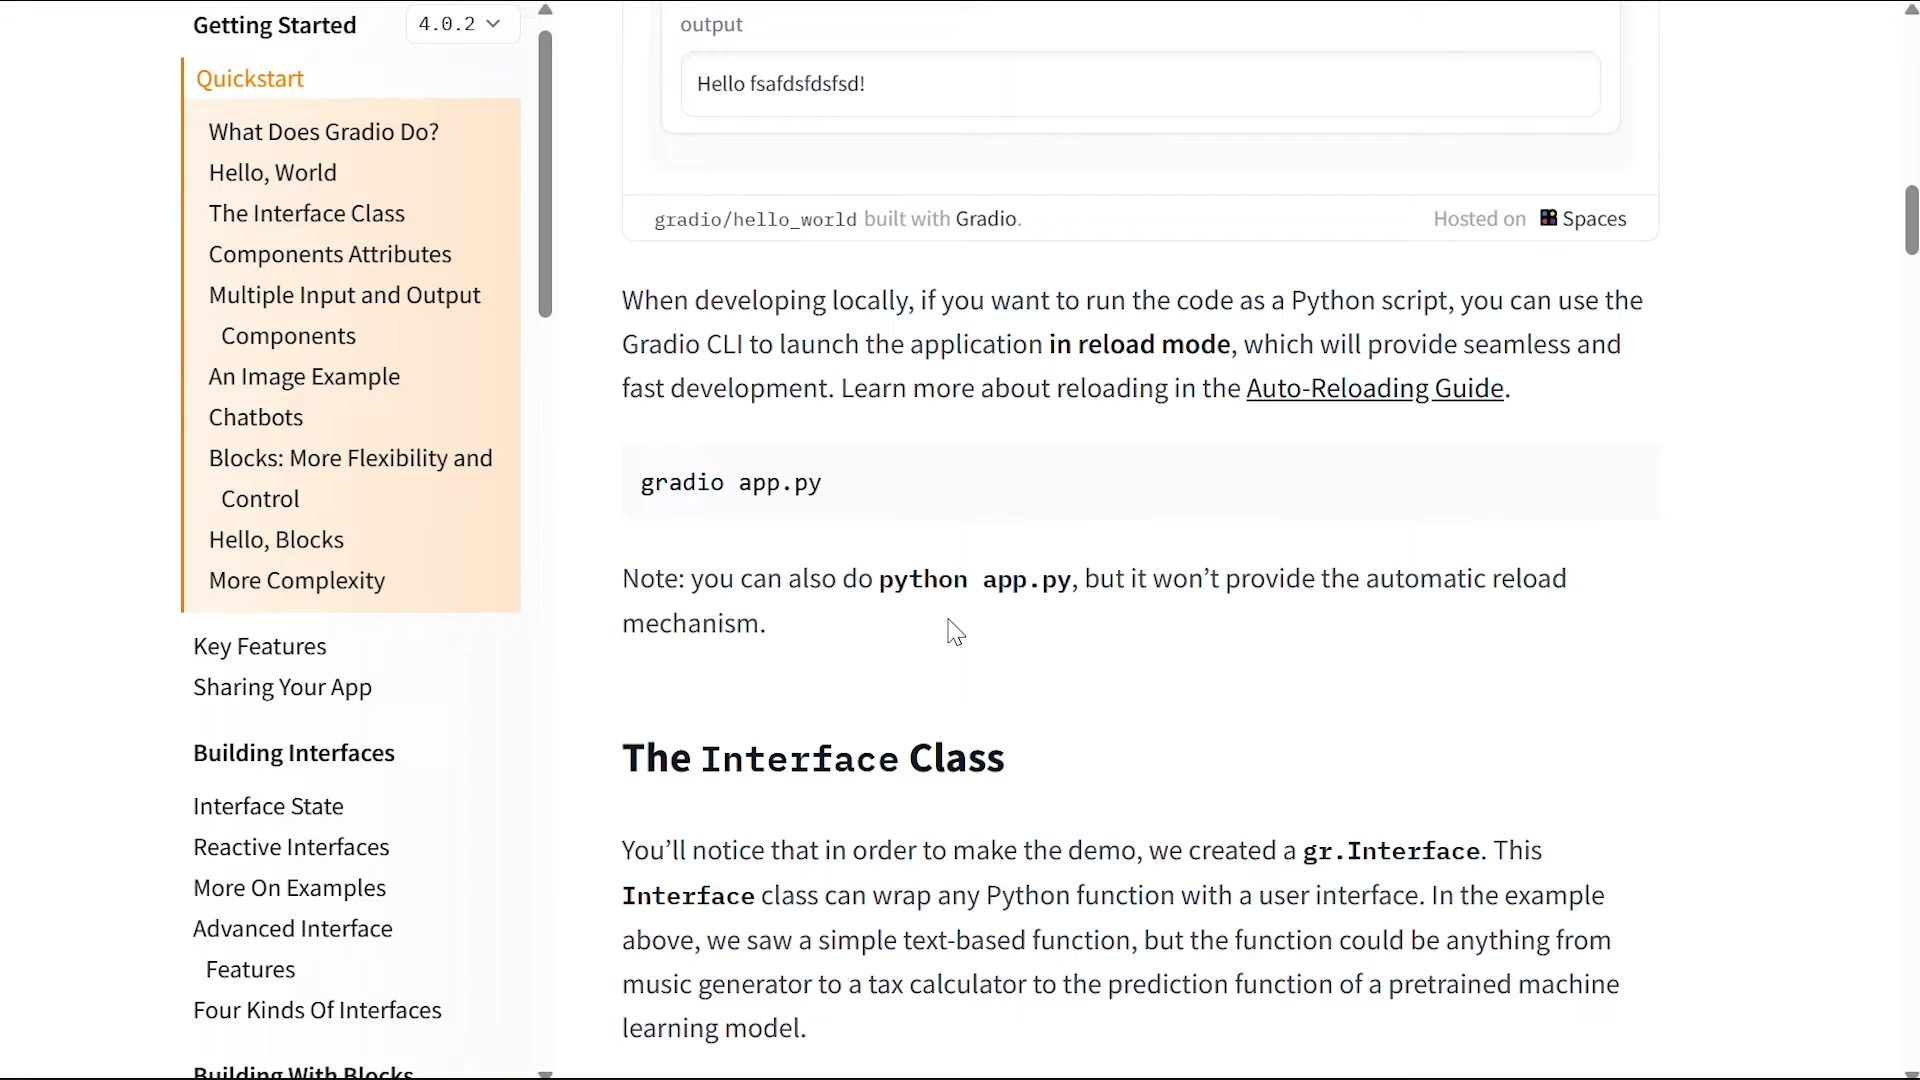 Getting Started
4.0.2
Quickstart
What Does Gradio Do?
Hello, World
The Interface Class
Components Attributes
Multiple Input and Output
Components
An Image Example
Chatbots
Blocks: More Flexibility and
Control
Hello, Blocks
More Complexity
Key Features
Sharing Your App
Building Interfaces
Interface State
Reactive Interfaces
More On Examples
Advanced Interface
Features
Four Kinds Of Interfaces
Building With Blocks
output
Hello fsafdsfdsfsd!
gradio/hello_world built with Gradio.
Hosted on Spaces
When developing locally, if you want to run the code as a Python script, you can use the
Gradio CLI to launch the application in reload mode, which will provide seamless and
fast development. Learn more about reloading in the Auto-Reloading Guide.
gradio app.py
Note: you can also do python app.py, but it won’t provide the automatic reload
mechanism.
The Interface Class
You’ll notice that in order to make the demo, we created a gr.Interface. This
Interface class can wrap any Python function with a user interface. In the example
above, we saw a simple text-based function, but the function could be anything from
music generator to a tax calculator to the prediction function of a pretrained machine
learning model.